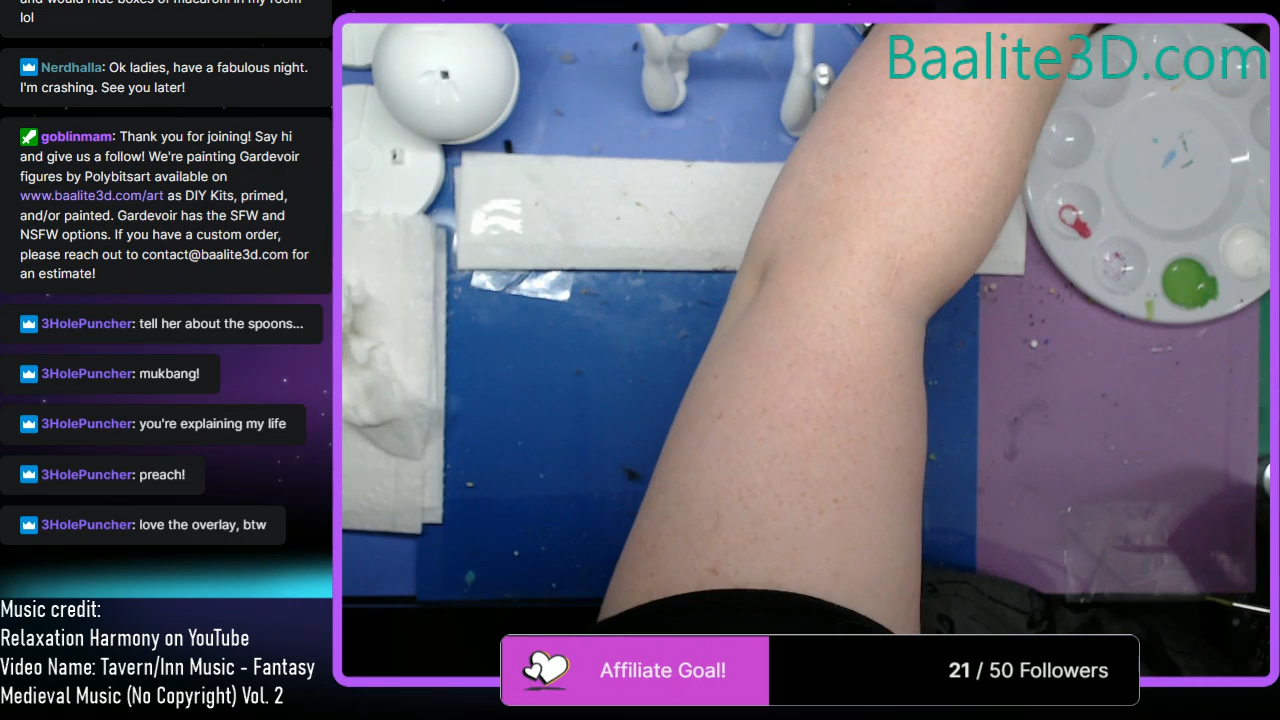 and would hide boxes of macaroni in my room
lol
Nerdhalla: Ok ladies, have a fabulous night.
I'm crashing. See you later!
goblinmam: Thank you for joining! Say hi
and give us a follow! We're painting Gardevoir
figures by Polybitsart available on
www.baalite3d.com/art as DIY Kits, primed,
and/or painted. Gardevoir has the SFW and
NSFW options. If you have a custom order,
please reach out to contact@baalite3d.com for
an estimate!
3HolePuncher: tell her about the spoons...
3HolePuncher: mukbang!
3HolePuncher: you're explaining my life
3HolePuncher: preach!
3HolePuncher: love the overlay, btw
Music credit:
Relaxation Harmony on YouTube
Video Name: Tavern/Inn Music - Fantasy
Medieval Music (No Copyright) Vol. 2
Baalite3D.com
Affiliate Goal!
21 / 50 Followers